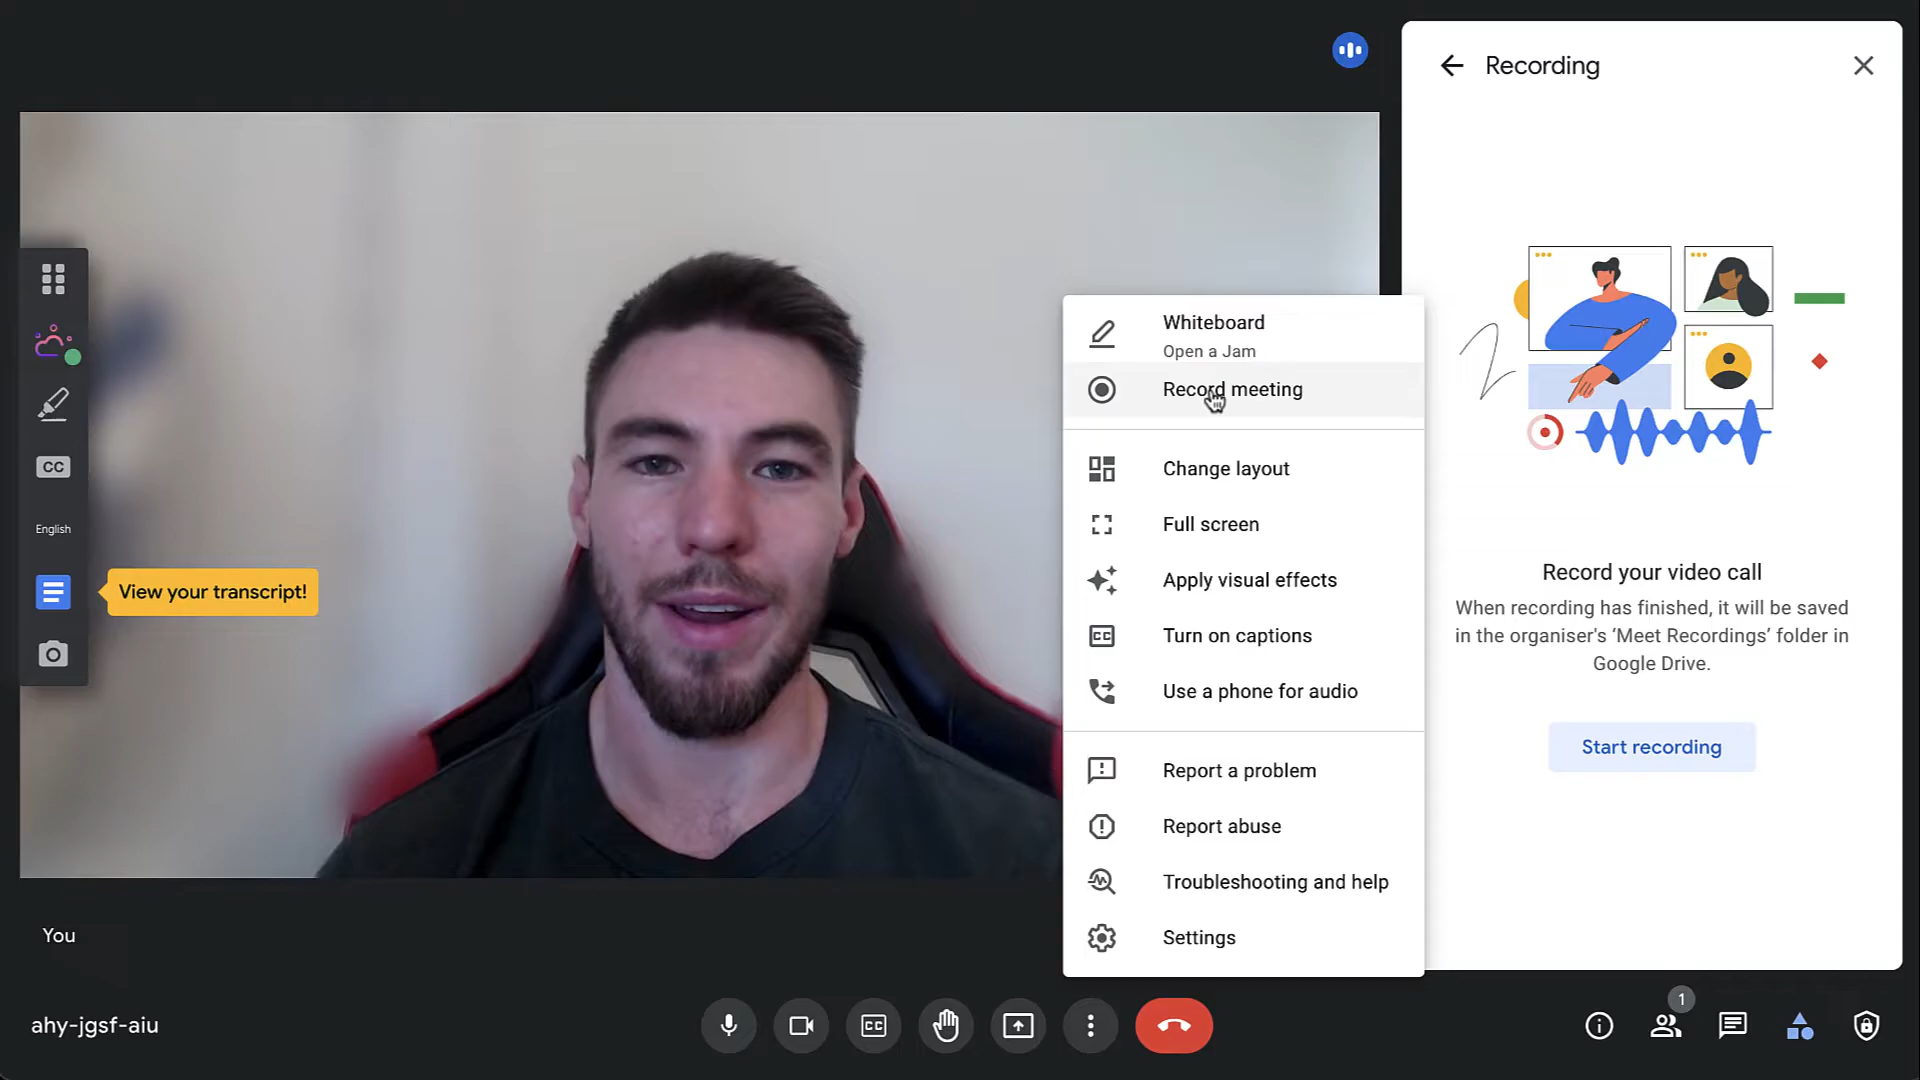 Recording
CC
English
View your transcript!
Whiteboard
Open a Jam
Record meeting
Change layout
Full screen
Apply visual effects
CC
Turn on captions
Use a phone for audio
Report a problem
Report abuse
Troubleshooting and help
Settings
Record your video call
When recording has finished, it will be saved
in the organiser's ‘Meet Recordings’ folder in
Google Drive.
Start recording
You
ahy-jgsf-aiu
CC
1